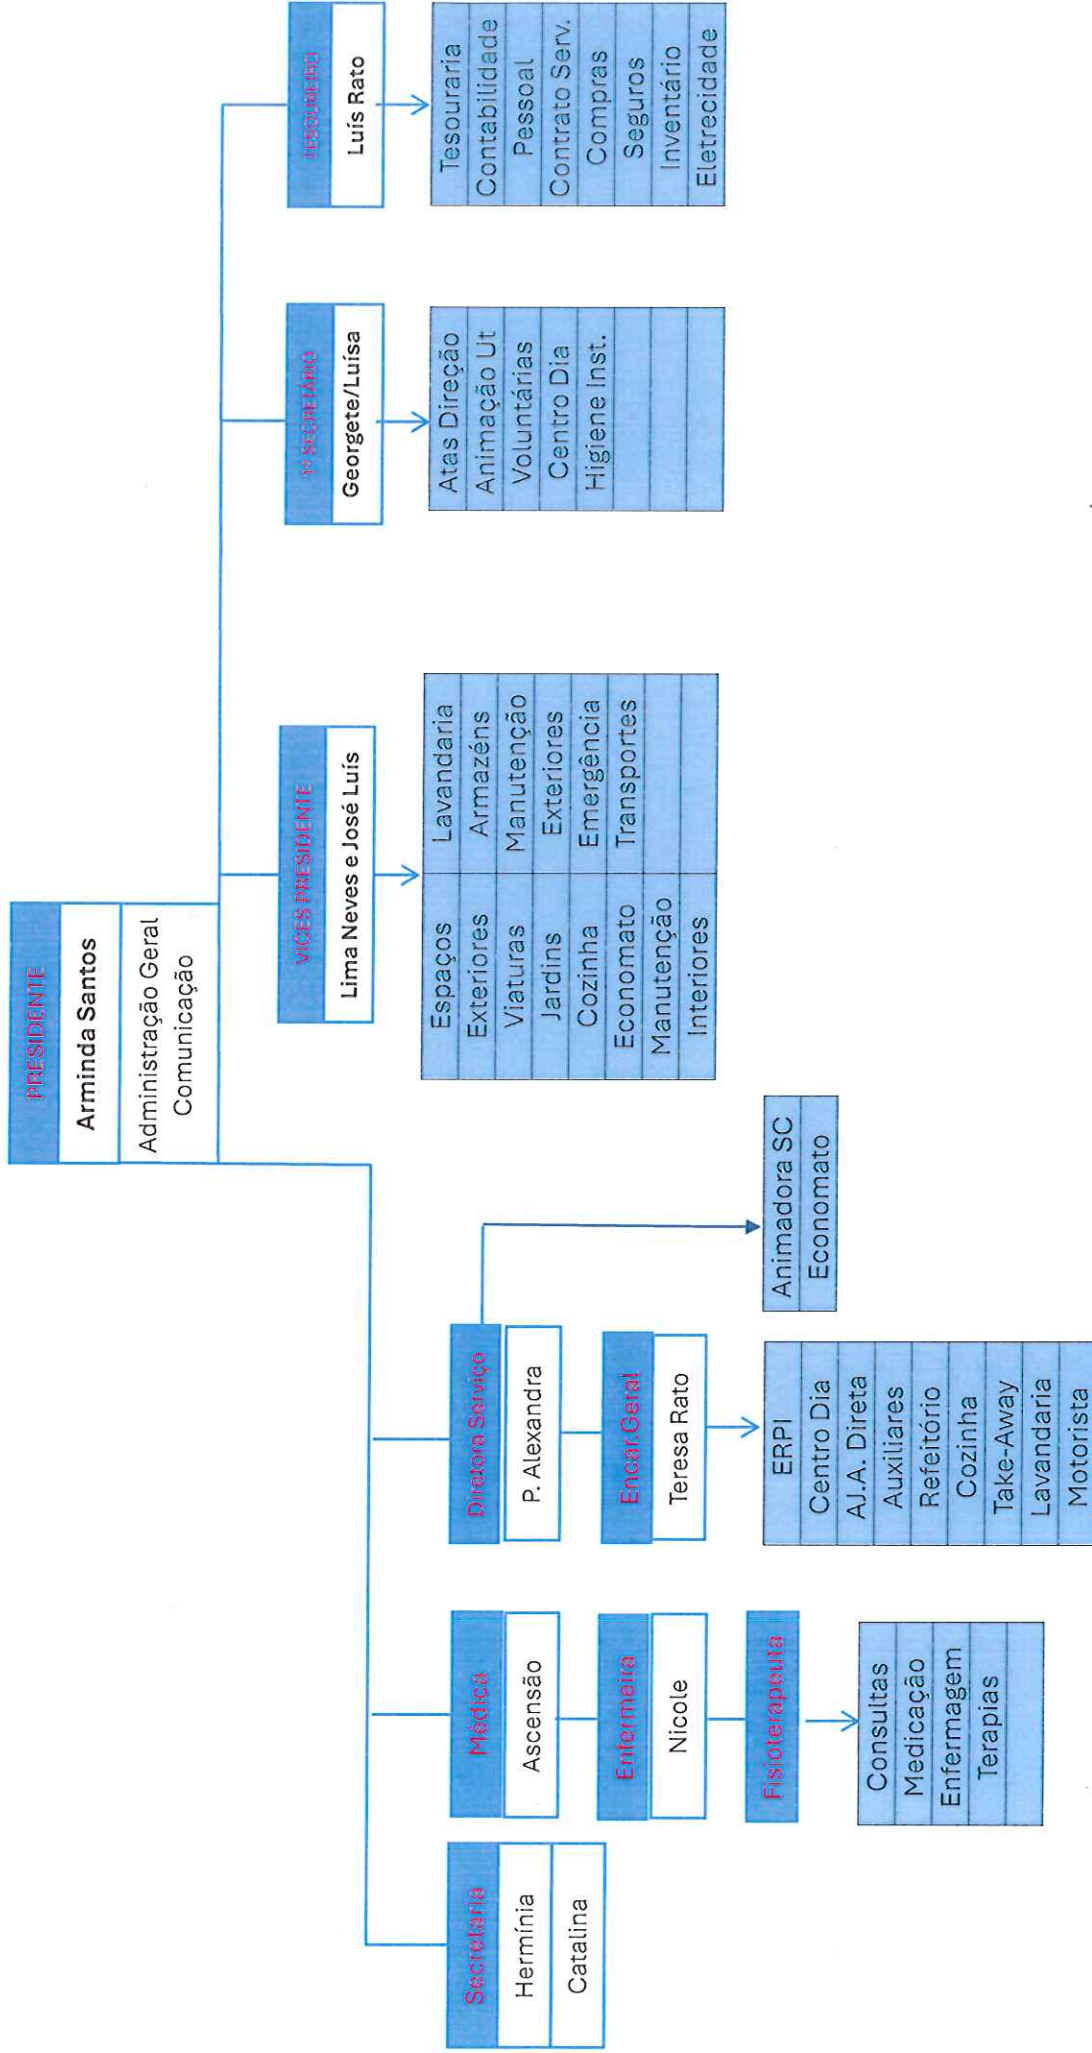 PRESIDENTE
Arminda Santos
Administração Geral
Comunicação
Secretaria
Hermínia
Catalina
Médica
Ascensão
Enfermeira
Nicole
Fisioterapeuta
Consultas
Medicação
Enfermagem
Terapias
Diretora Serviço
P. Alexandra
Encar.Geral
Teresa Rato
ERPI
Centro Dia
AJ.A. Direta
Auxiliares
Refeitório
Cozinha
Take-Away
Lavandaria
Motorista
Animadora SC
Economato
VICES PRESIDENTE
Lima Neves e José Luís
Espaços Lavandaria
Exteriores Armazéns
Viaturas Manutenção
Jardins Exteriores
Cozinha Emergência
Economato Transportes
Manutenção
Interiores
1º SECRETÁRIO
Georgete/Luísa
Atas Direção
Animação Ut
Voluntárias
Centro Dia
Higiene Inst.
TESOUREIRO
Luís Rato
Tesouraria
Contabilidade
Pessoal
Contrato Serv.
Compras
Seguros
Inventário
Eletrecidade